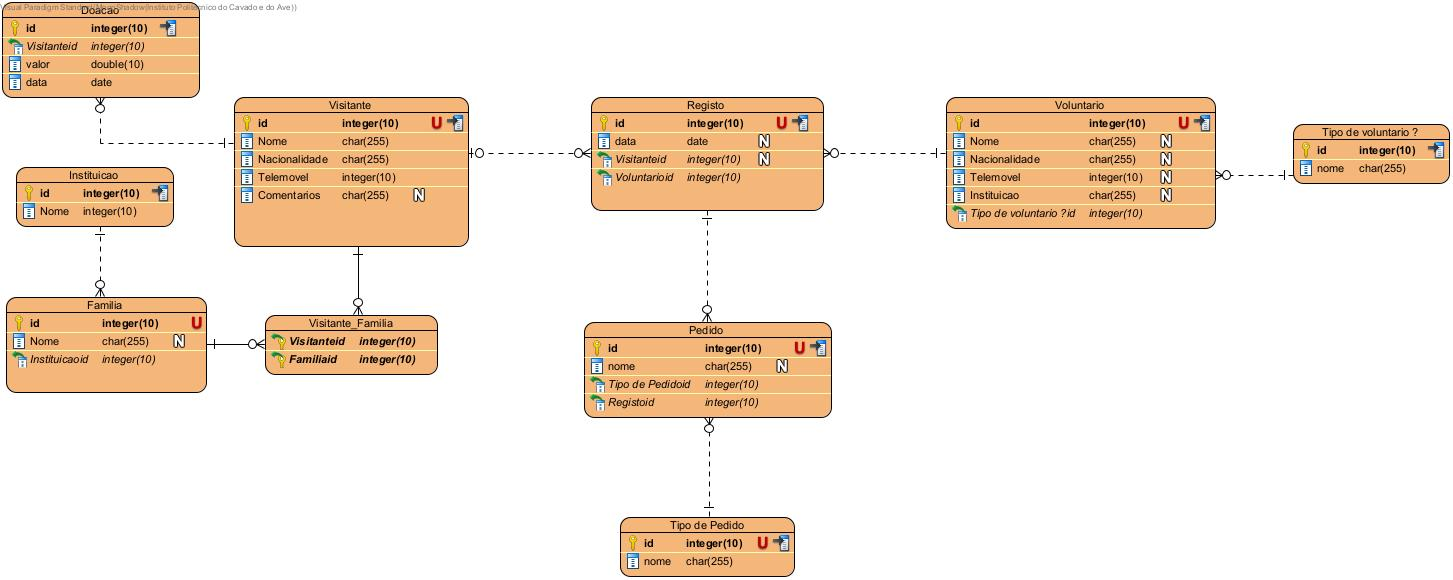 Doacao
id integer(10)
Visitanteid integer(10)
valor double(10)
data date
Visitante
id integer(10) U
Nome char(255)
Nacionalidade char(255)
Telemovel integer(10)
Comentarios char(255) N
Registo
id integer(10) U
data date N
Visitanteid integer(10) N
Voluntarioid integer(10)
Voluntario
id integer(10) U
Nome char(255) N
Nacionalidade char(255) N
Telemovel integer(10) N
Instituicao char(255) N
Tipo de voluntario ?id integer(10)
Tipo de voluntario ?
id integer(10)
nome char(255)
Instituicao
id integer(10)
Nome integer(10)
Familia
id integer(10) U
Nome char(255) N
Instituicaoid integer(10)
Visitante_Familia
Visitanteid integer(10)
Familiaid integer(10)
Pedido
id integer(10) U
nome char(255) N
Tipo de Pedidoid integer(10)
Registoid integer(10)
Tipo de Pedido
id integer(10) U
nome char(255)